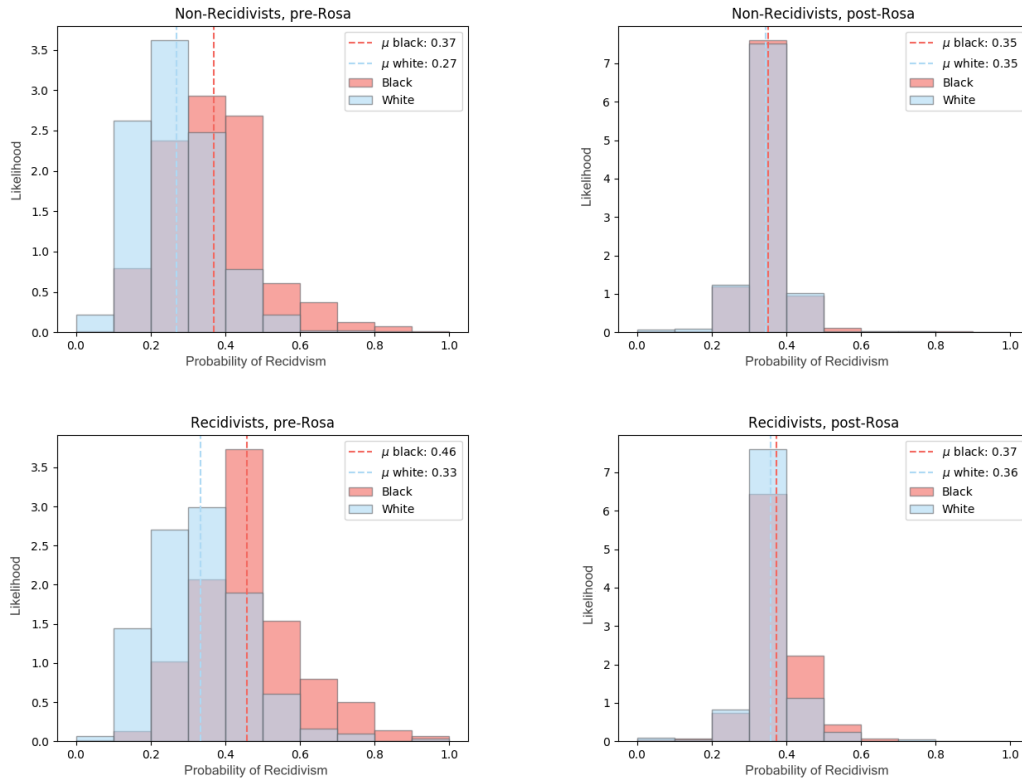 Non-Recidivists, pre-Rosa
μ black: 0.37
μ white: 0.27
Black
White
3.5
3.0
2.5
2.0
1.5
1.0
0.5
0.0
Likelihood
0.0 0.2 0.4 0.6 0.8 1.0
Probability of Recidvism
Non-Recidivists, post-Rosa
μ black: 0.35
μ white: 0.35
Black
White
7
6
5
4
3
2
1
0
Likelihood
0.0 0.2 0.4 0.6 0.8 1.0
Probability of Recidvism
Recidivists, pre-Rosa
μ black: 0.46
μ white: 0.33
Black
White
3.5
3.0
2.5
2.0
1.5
1.0
0.5
0.0
Likelihood
0.0 0.2 0.4 0.6 0.8 1.0
Probability of Recidivism
Recidivists, post-Rosa
μ black: 0.37
μ white: 0.36
Black
White
7
6
5
4
3
2
1
0
Likelihood
0.0 0.2 0.4 0.6 0.8 1.0
Probability of Recidivism